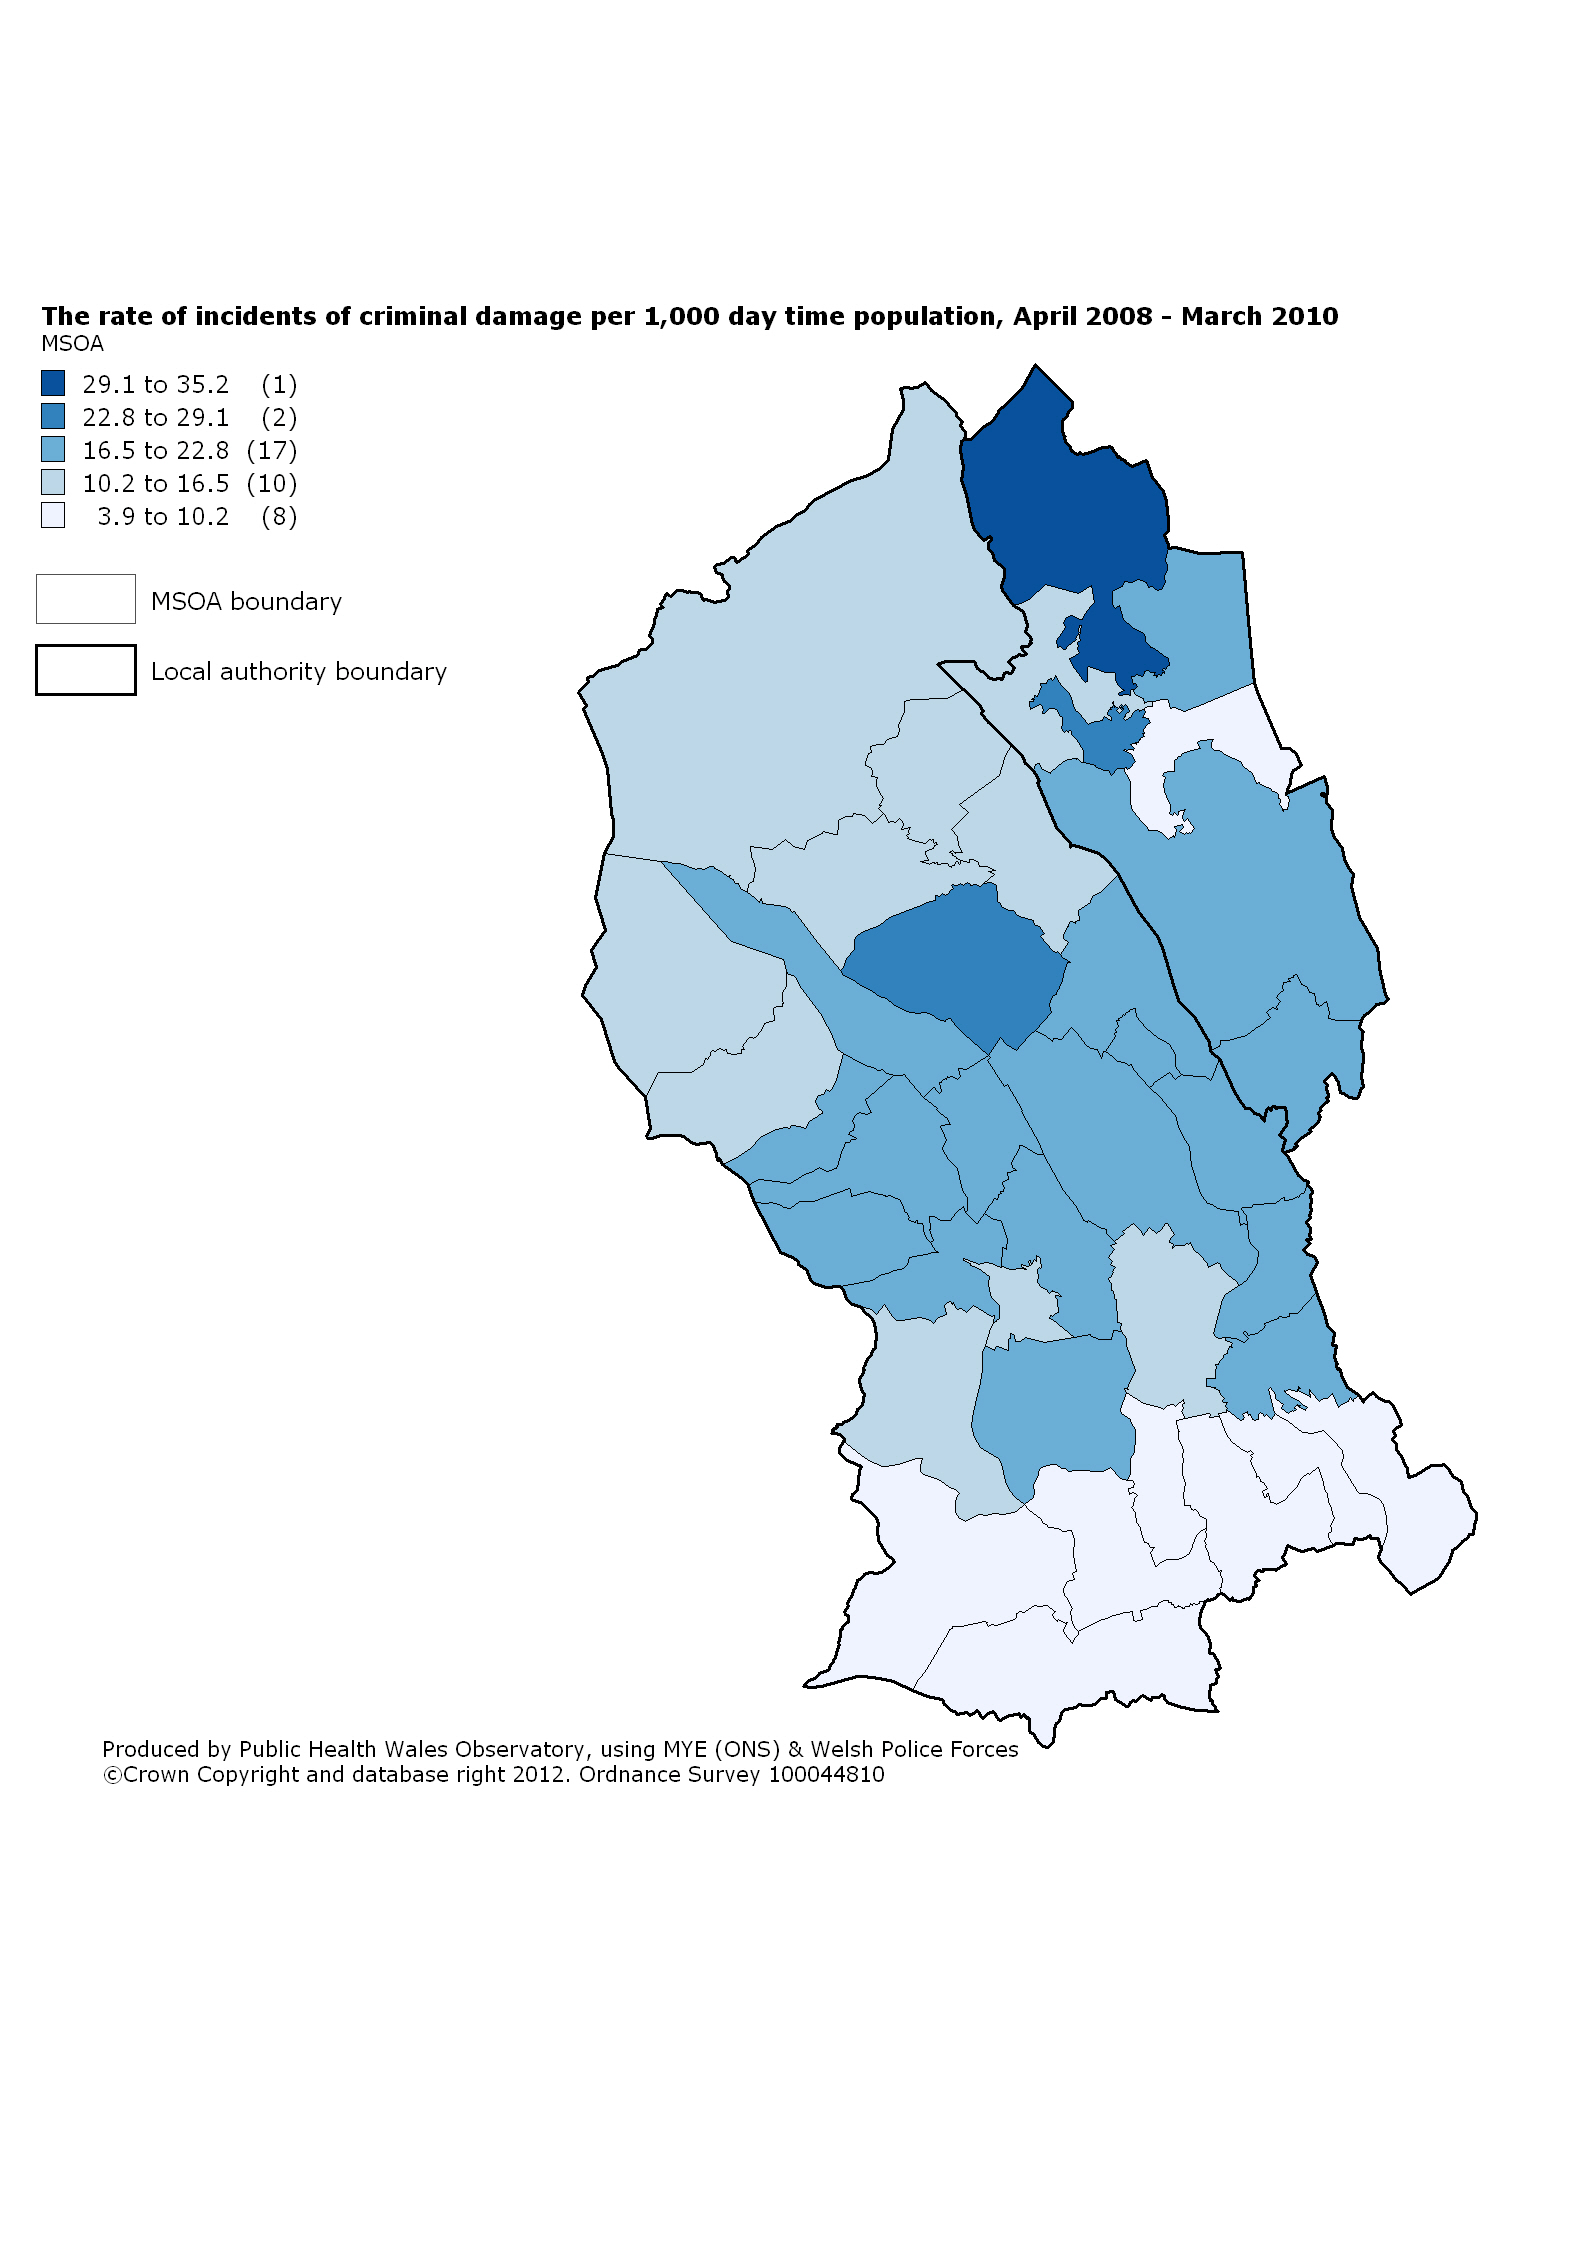 The rate of incidents of criminal damage per 1,000 day time population, April 2008 - March 2010
MSOA
29.1 to 35.2 (1)
22.8 to 29.1 (2)
16.5 to 22.8 (17)
10.2 to 16.5 (10)
3.9 to 10.2 (8)
MSOA boundary
Local authority boundary
Produced by Public Health Wales Observatory, using MYE (ONS) & Welsh Police Forces
©Crown Copyright and database right 2012. Ordnance Survey 100044810